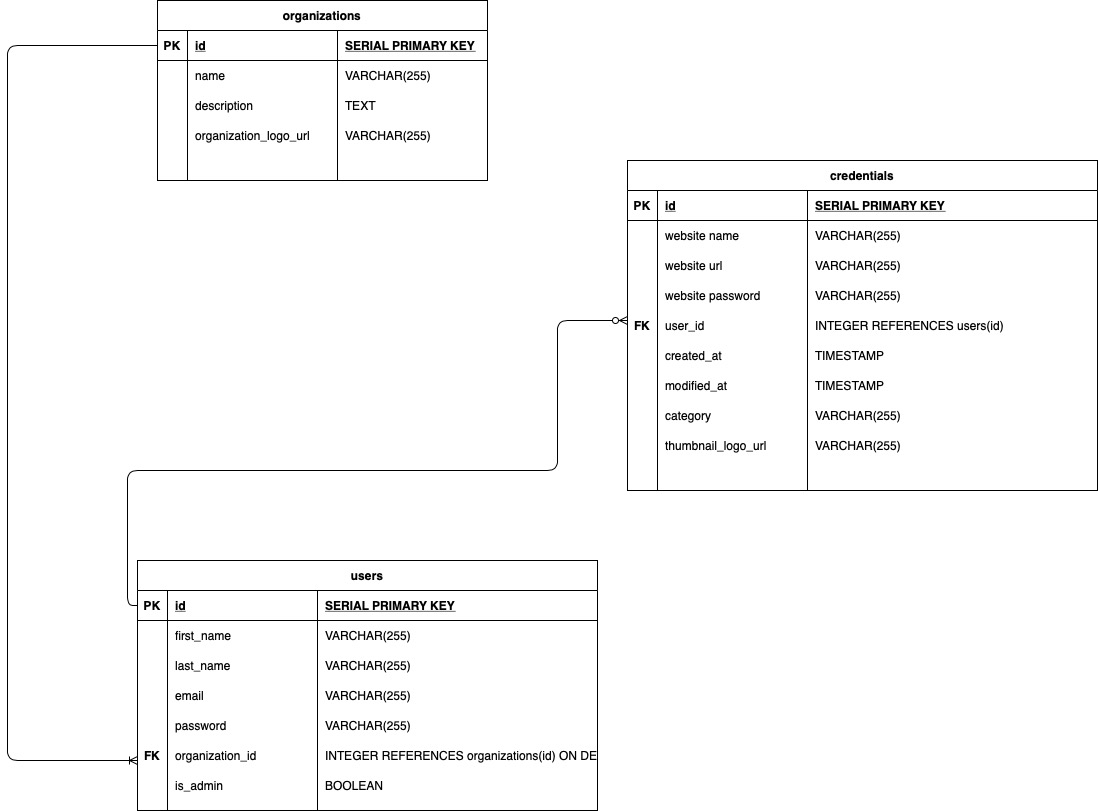 organizations
PK id SERIAL PRIMARY KEY
name VARCHAR(255)
description TEXT
organization_logo_url VARCHAR(255)
credentials
PK id SERIAL PRIMARY KEY
website name VARCHAR(255)
website url VARCHAR(255)
website password VARCHAR(255)
FK user_id INTEGER REFERENCES users(id)
created_at TIMESTAMP
modified_at TIMESTAMP
category VARCHAR(255)
thumbnail_logo_url VARCHAR(255)
users
PK id SERIAL PRIMARY KEY
first_name VARCHAR(255)
last_name VARCHAR(255)
email VARCHAR(255)
password VARCHAR(255)
FK organization_id INTEGER REFERENCES organizations(id) ON DE
is_admin BOOLEAN